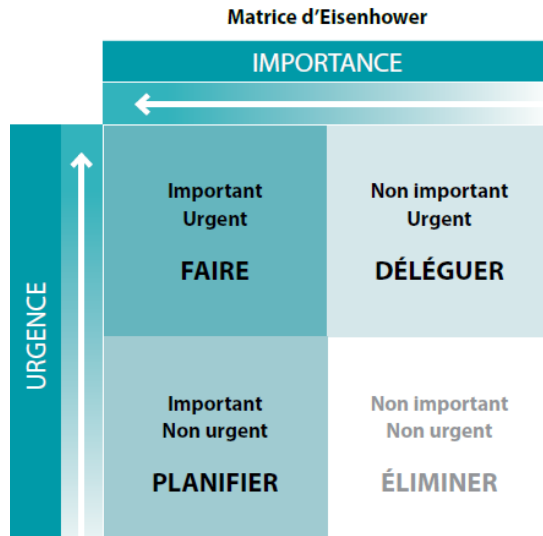 Matrice d’Eisenhower
IMPORTANCE
URGENCE
Important
Urgent
FAIRE
Non important
Urgent
DÉLÉGUER
Important
Non urgent
PLANIFIER
Non important
Non urgent
ÉLIMINER